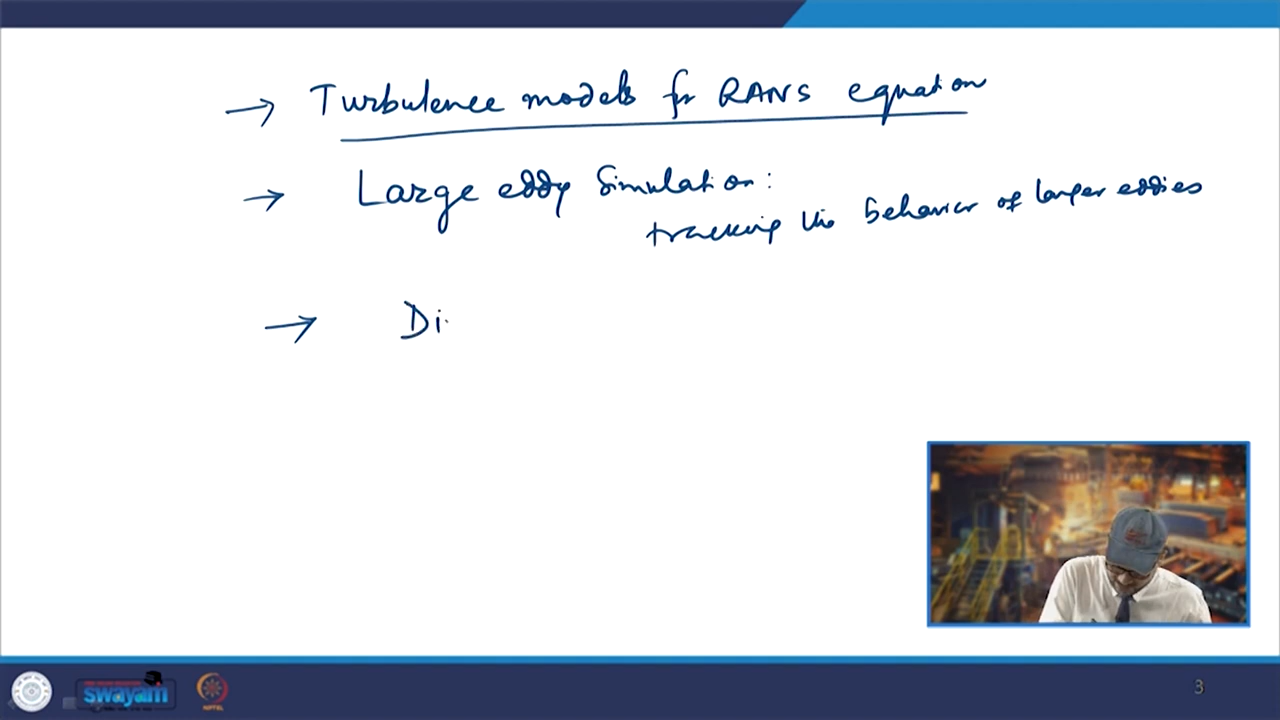 → Turbulence models for RANS equation
→ Large eddy simulation:
tracking the behavior of larger eddies
→ Di
3
swayam